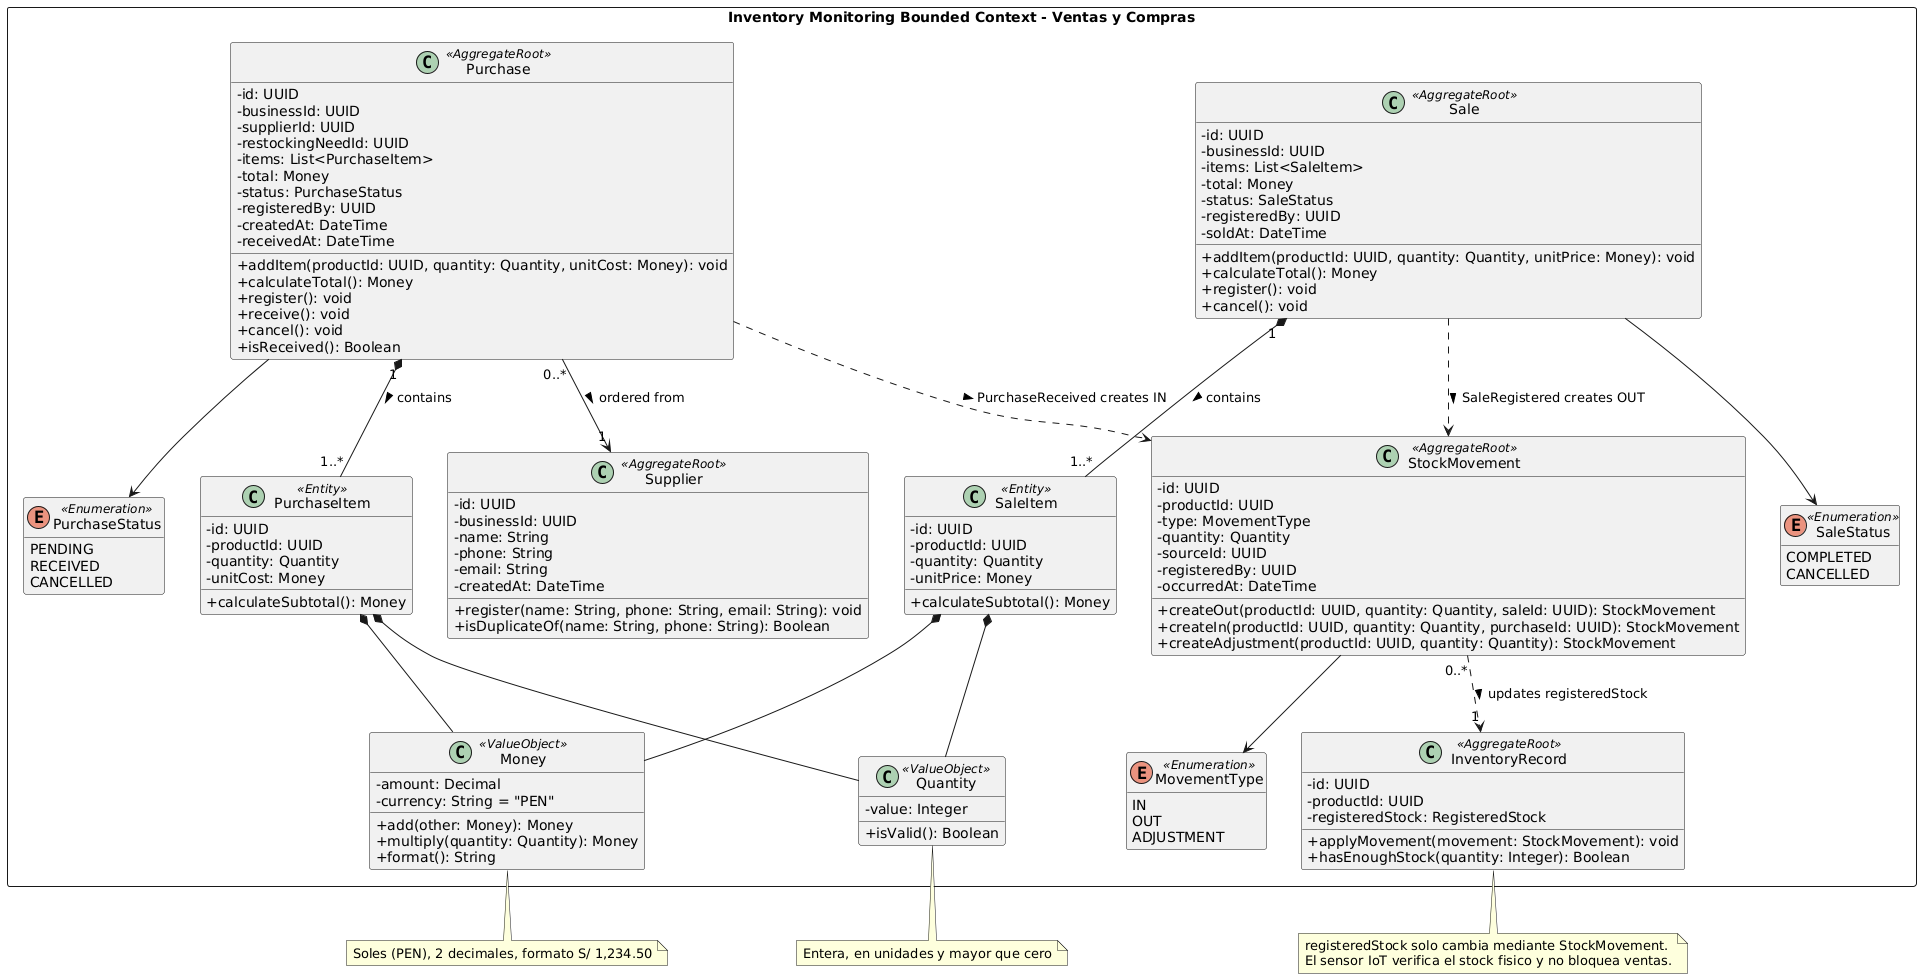 Inventory Monitoring Bounded Context - Ventas y Compras
C
«AggregateRoot»
Purchase
-id: UUID
-businessId: UUID
-supplierId: UUID
-restockingNeedId: UUID
-items: List<PurchaseItem>
-total: Money
-status: PurchaseStatus
-registeredBy: UUID
-createdAt: DateTime
-receivedAt: DateTime
+addItem(productId: UUID, quantity: Quantity, unitCost: Money): void
+calculateTotal(): Money
+register(): void
+receive(): void
+cancel(): void
+isReceived(): Boolean
C
«AggregateRoot»
Sale
-id: UUID
-businessId: UUID
-items: List<SaleItem>
-total: Money
-status: SaleStatus
-registeredBy: UUID
-soldAt: DateTime
+addItem(productId: UUID, quantity: Quantity, unitPrice: Money): void
+calculateTotal(): Money
+register(): void
+cancel(): void
1
contains
1..*
0..*
ordered from
1
PurchaseReceived creates IN
1
contains
1..*
SaleRegistered creates OUT
E
«Enumeration»
PurchaseStatus
PENDING
RECEIVED
CANCELLED
C
«Entity»
PurchaseItem
-id: UUID
-productId: UUID
-quantity: Quantity
-unitCost: Money
+calculateSubtotal(): Money
C
«AggregateRoot»
Supplier
-id: UUID
-businessId: UUID
-name: String
-phone: String
-email: String
-createdAt: DateTime
+register(name: String, phone: String, email: String): void
+isDuplicateOf(name: String, phone: String): Boolean
C
«Entity»
SaleItem
-id: UUID
-productId: UUID
-quantity: Quantity
-unitPrice: Money
+calculateSubtotal(): Money
C
«AggregateRoot»
StockMovement
-id: UUID
-productId: UUID
-type: MovementType
-quantity: Quantity
-sourceId: UUID
-registeredBy: UUID
-occurredAt: DateTime
+createOut(productId: UUID, quantity: Quantity, saleId: UUID): StockMovement
+createIn(productId: UUID, quantity: Quantity, purchaseId: UUID): StockMovement
+createAdjustment(productId: UUID, quantity: Quantity): StockMovement
E
«Enumeration»
SaleStatus
COMPLETED
CANCELLED
0..*
updates registeredStock
1
C
«ValueObject»
Money
-amount: Decimal
-currency: String = "PEN"
+add(other: Money): Money
+multiply(quantity: Quantity): Money
+format(): String
C
«ValueObject»
Quantity
-value: Integer
+isValid(): Boolean
E
«Enumeration»
MovementType
IN
OUT
ADJUSTMENT
C
«AggregateRoot»
InventoryRecord
-id: UUID
-productId: UUID
-registeredStock: RegisteredStock
+applyMovement(movement: StockMovement): void
+hasEnoughStock(quantity: Integer): Boolean
Soles (PEN), 2 decimales, formato S/ 1,234.50
Entera, en unidades y mayor que cero
registeredStock solo cambia mediante StockMovement.
El sensor IoT verifica el stock fisico y no bloquea ventas.